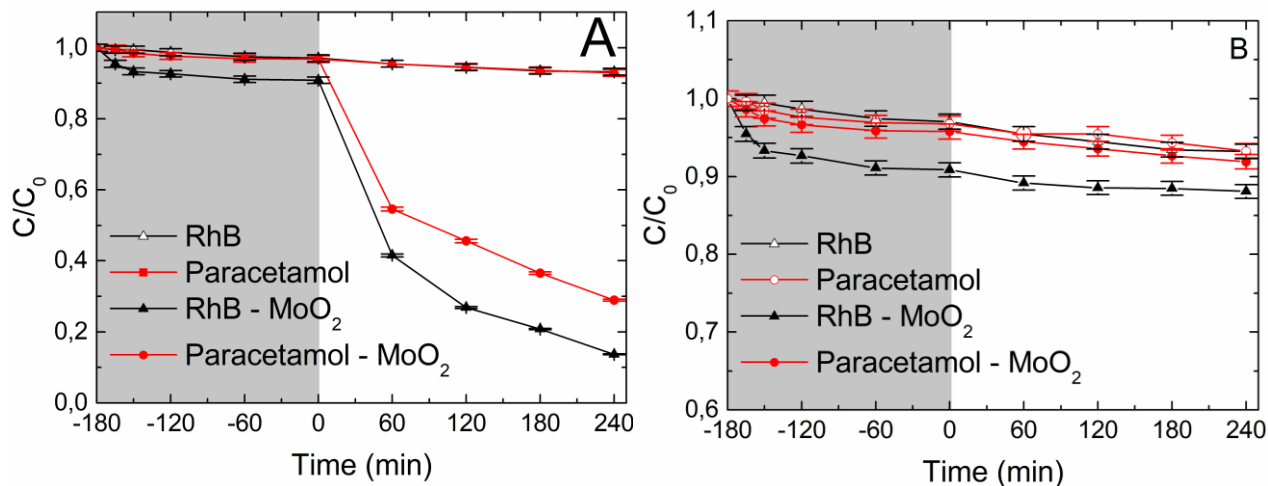 A
C/C₀
1,0
0,8
0,6
0,4
0,2
0,0
RhB
Paracetamol
RhB - MoO₂
Paracetamol - MoO₂
-180 -120 -60 0 60 120 180 240
Time (min)
B
C/C₀
1,1
1,0
0,9
0,8
0,7
0,6
RhB
Paracetamol
RhB - MoO₂
Paracetamol - MoO₂
-180 -120 -60 0 60 120 180 240
Time (min)